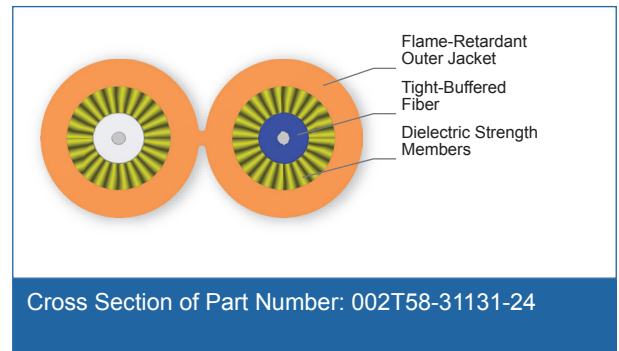 Flame-Retardant
Outer Jacket
Tight-Buffered
Fiber
Dielectric Strength
Members
Cross Section of Part Number: 002T58-31131-24